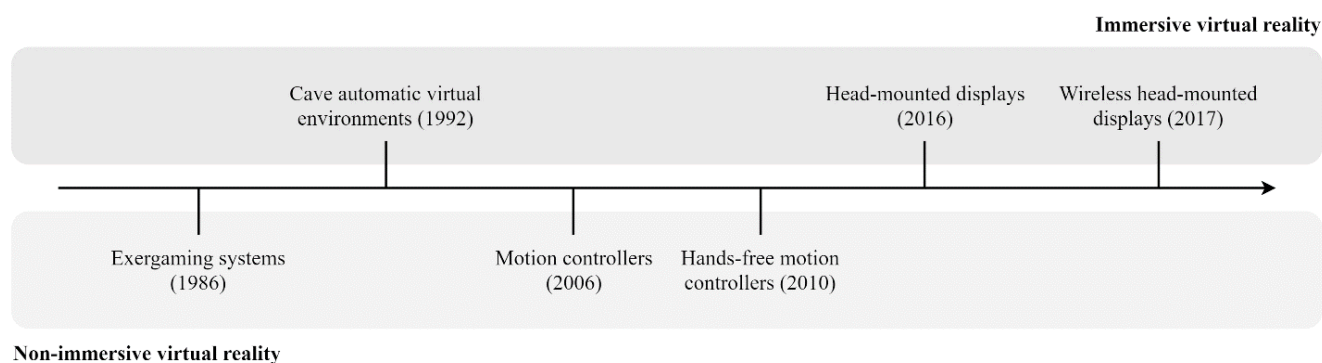 Immersive virtual reality
Cave automatic virtual
environments (1992)
Head-mounted displays
(2016)
Wireless head-mounted
displays (2017)
Exergaming systems
(1986)
Motion controllers
(2006)
Hands-free motion
controllers (2010)
Non-immersive virtual reality